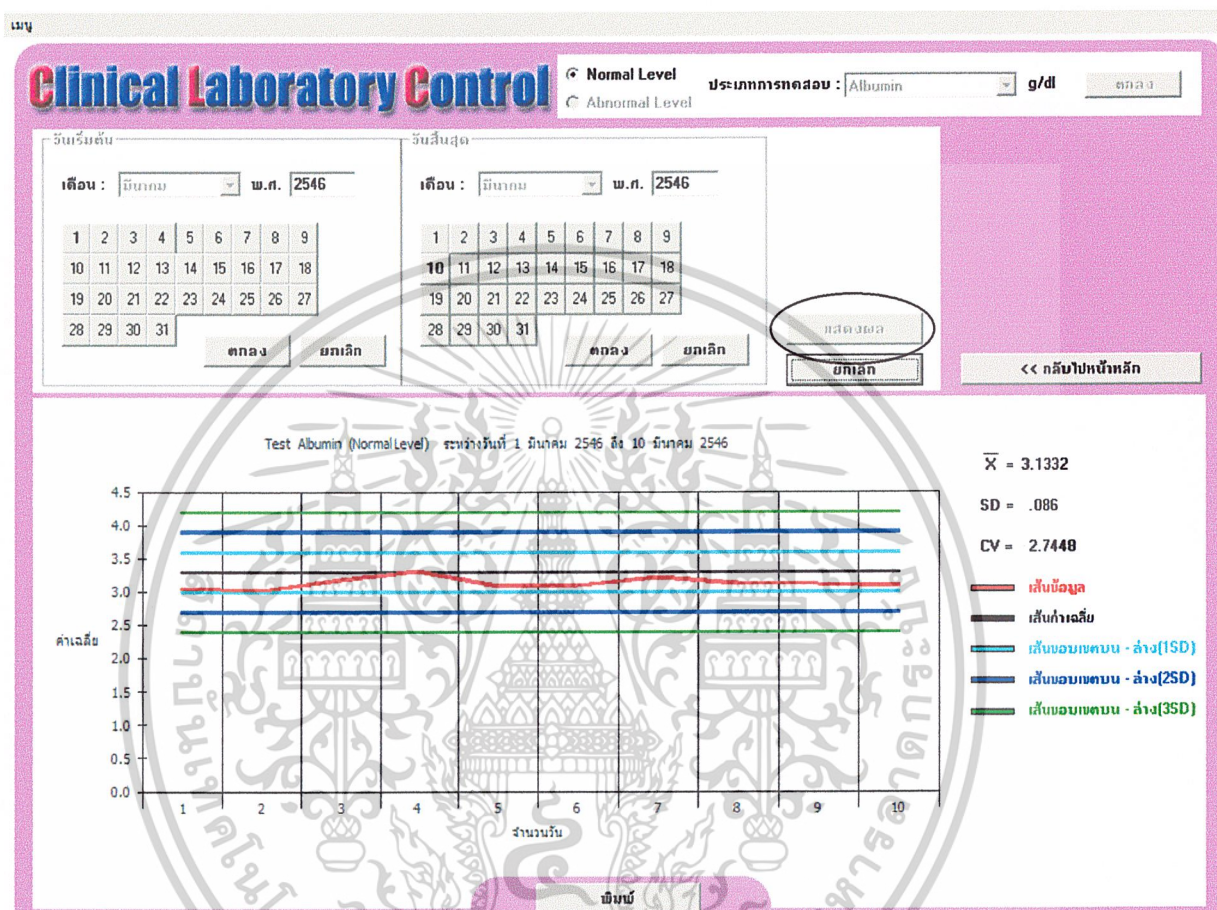 เมนู
Clinical Laboratory Control
Normal Level
Abnormal Level
ประเภทการทดสอบ : Albumin g/dl ตกลง
วันเริ่มต้น
เดือน : มีนาคม พ.ศ. 2546
1 2 3 4 5 6 7 8 9
10 11 12 13 14 15 16 17 18
19 20 21 22 23 24 25 26 27
28 29 30 31
ตกลง ยกเลิก
วันสิ้นสุด
เดือน : มีนาคม พ.ศ. 2546
1 2 3 4 5 6 7 8 9
10 11 12 13 14 15 16 17 18
19 20 21 22 23 24 25 26 27
28 29 30 31
ตกลง ยกเลิก
แสดงผล
ยกเลิก
<< กลับไปหน้าหลัก
Test Albumin (Normal Level) ระหว่างวันที่ 1 มีนาคม 2546 ถึง 10 มีนาคม 2546
4.5
4.0
3.5
3.0
2.5
2.0
1.5
1.0
0.5
0.0
ค่าเฉลี่ย
1 2 3 4 5 6 7 8 9 10
จำนวนวัน
X̄ = 3.1332
SD = .086
CV = 2.7448
เส้นข้อมูล
เส้นค่าเฉลี่ย
เส้นขอบเขตบน - ล่าง(1SD)
เส้นขอบเขตบน - ล่าง(2SD)
เส้นขอบเขตบน - ล่าง(3SD)
พิมพ์